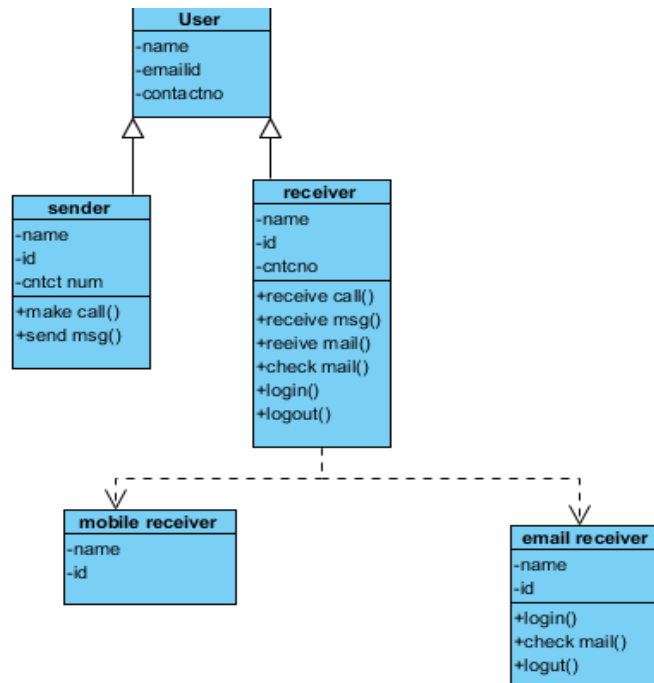 User
-name
-emailid
-contactno
sender
-name
-id
-cntct num
+make call()
+send msg()
receiver
-name
-id
-cntcno
+receive call()
+receive msg()
+reeive mail()
+check mail()
+login()
+logout()
mobile receiver
-name
-id
email receiver
-name
-id
+login()
+check mail()
+logut()